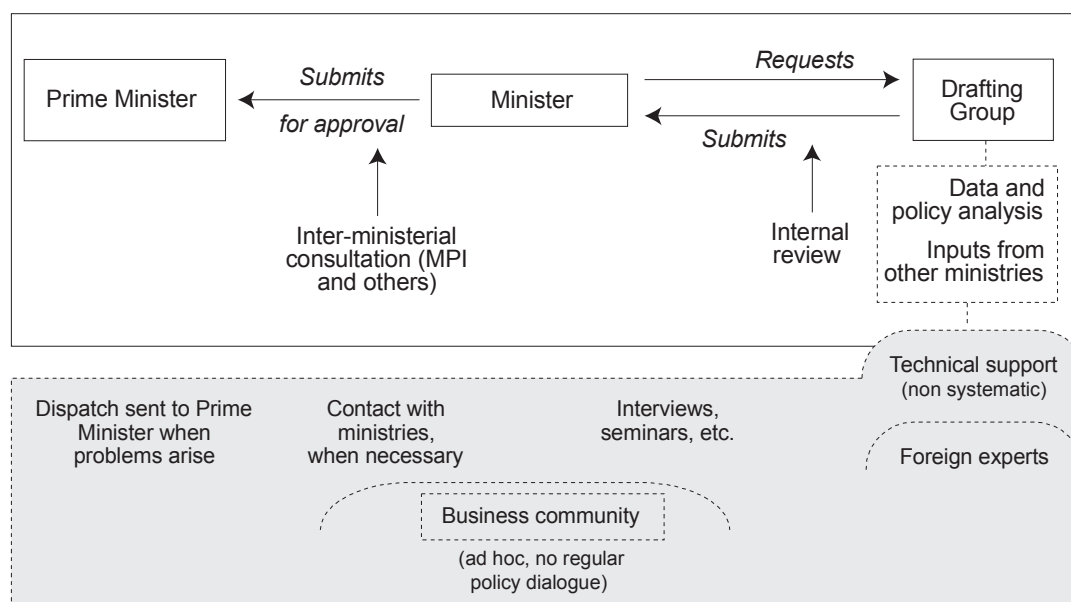 Prime Minister
Submits
for approval
Minister
Requests
Submits
Drafting
Group
Data and
policy analysis
Inputs from
other ministries
Inter-ministerial
consultation (MPI
and others)
Internal
review
Technical support
(non systematic)
Foreign experts
Dispatch sent to Prime
Minister when
problems arise
Contact with
ministries,
when necessary
Interviews,
seminars, etc.
Business community
(ad hoc, no regular
policy dialogue)